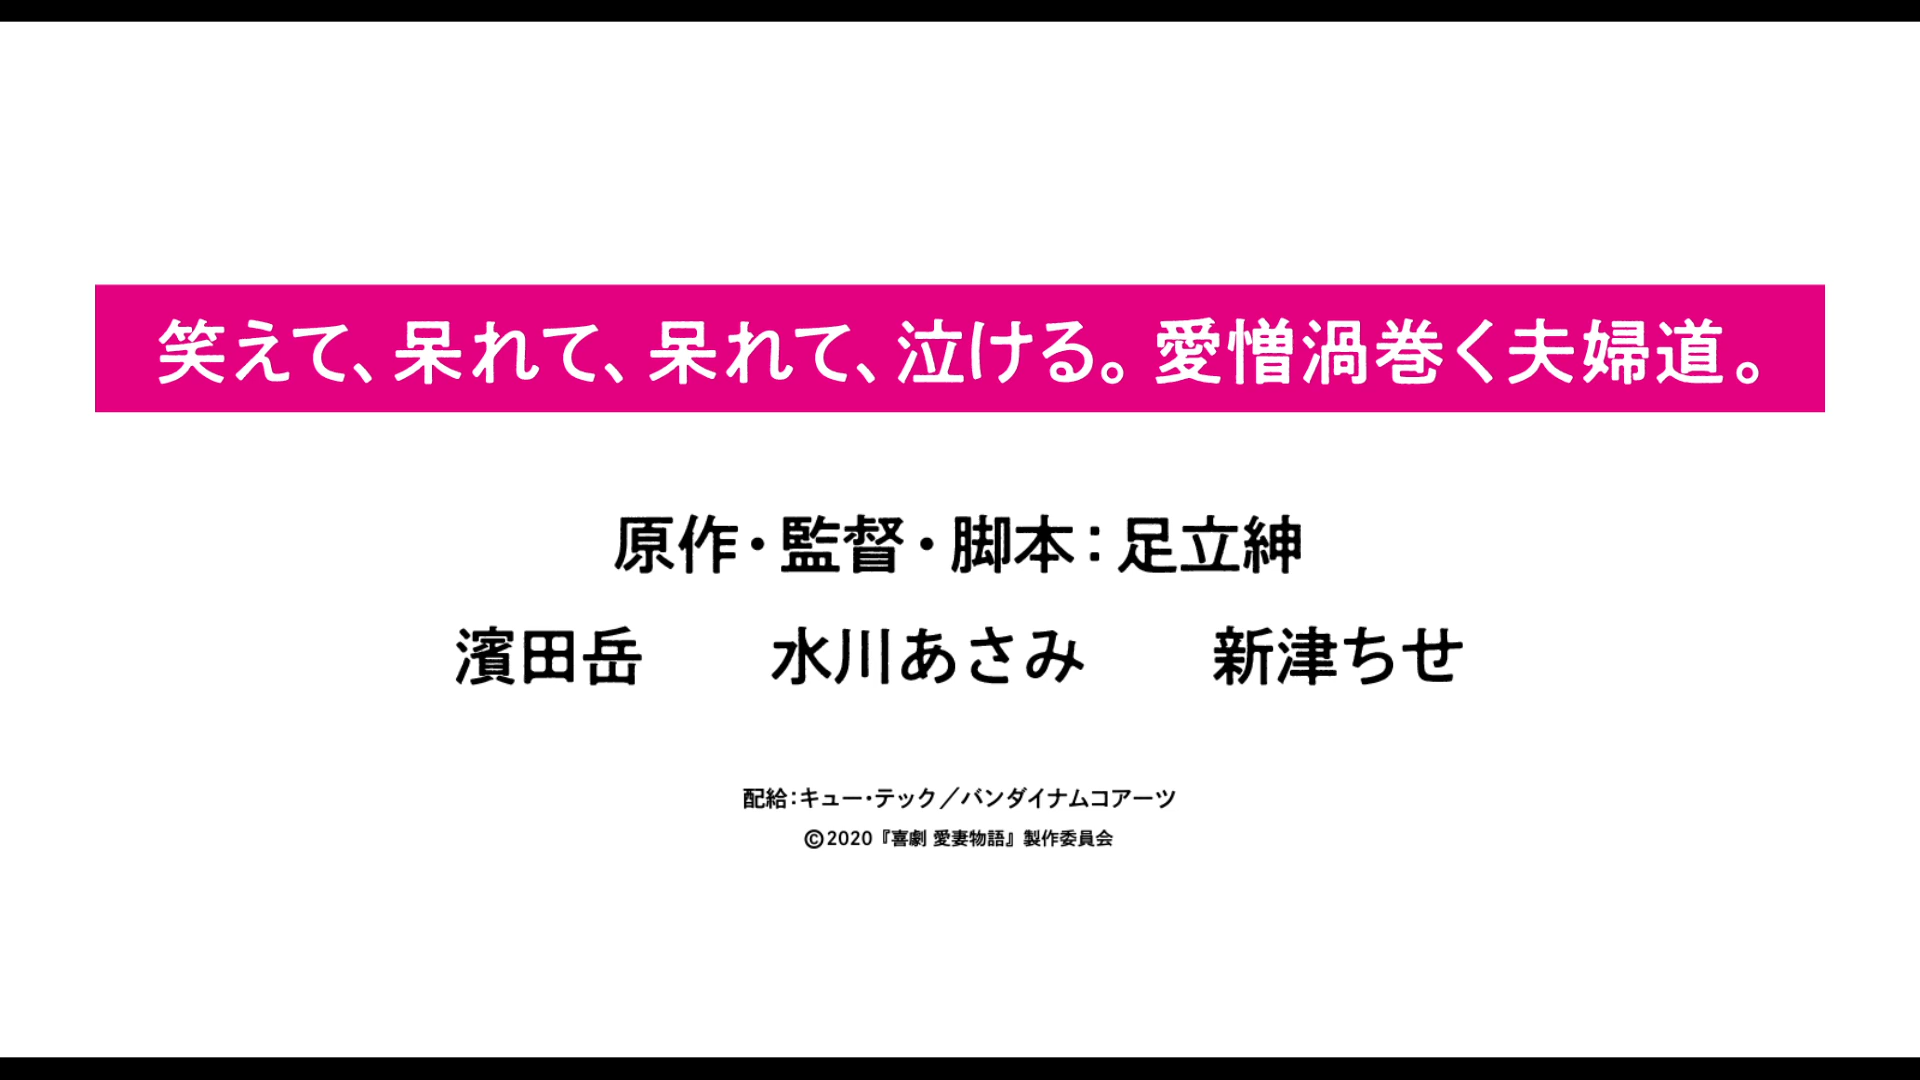 笑えて、呆れて、呆れて、泣ける。愛憎渦巻く夫婦道。
原作・監督・脚本：足立紳
濱田岳　水川あさみ　新津ちせ
配給：キュー・テック／バンダイナムコアーツ
©2020『喜劇 愛妻物語』製作委員会